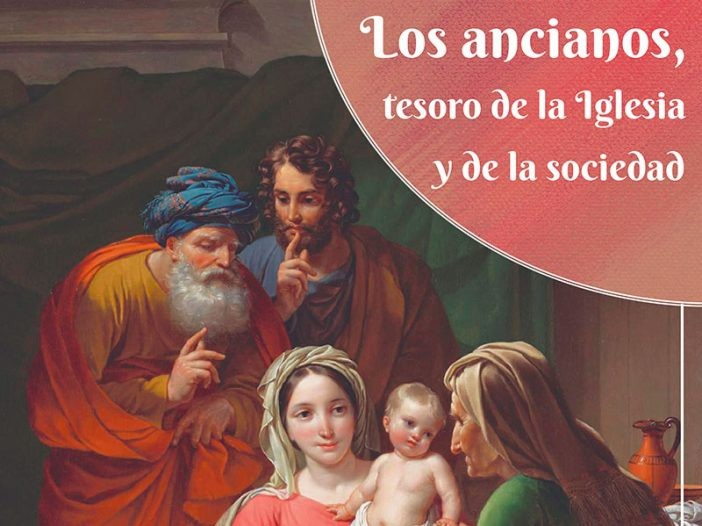 Los ancianos,
tesoro de la Iglesia
y de la sociedad